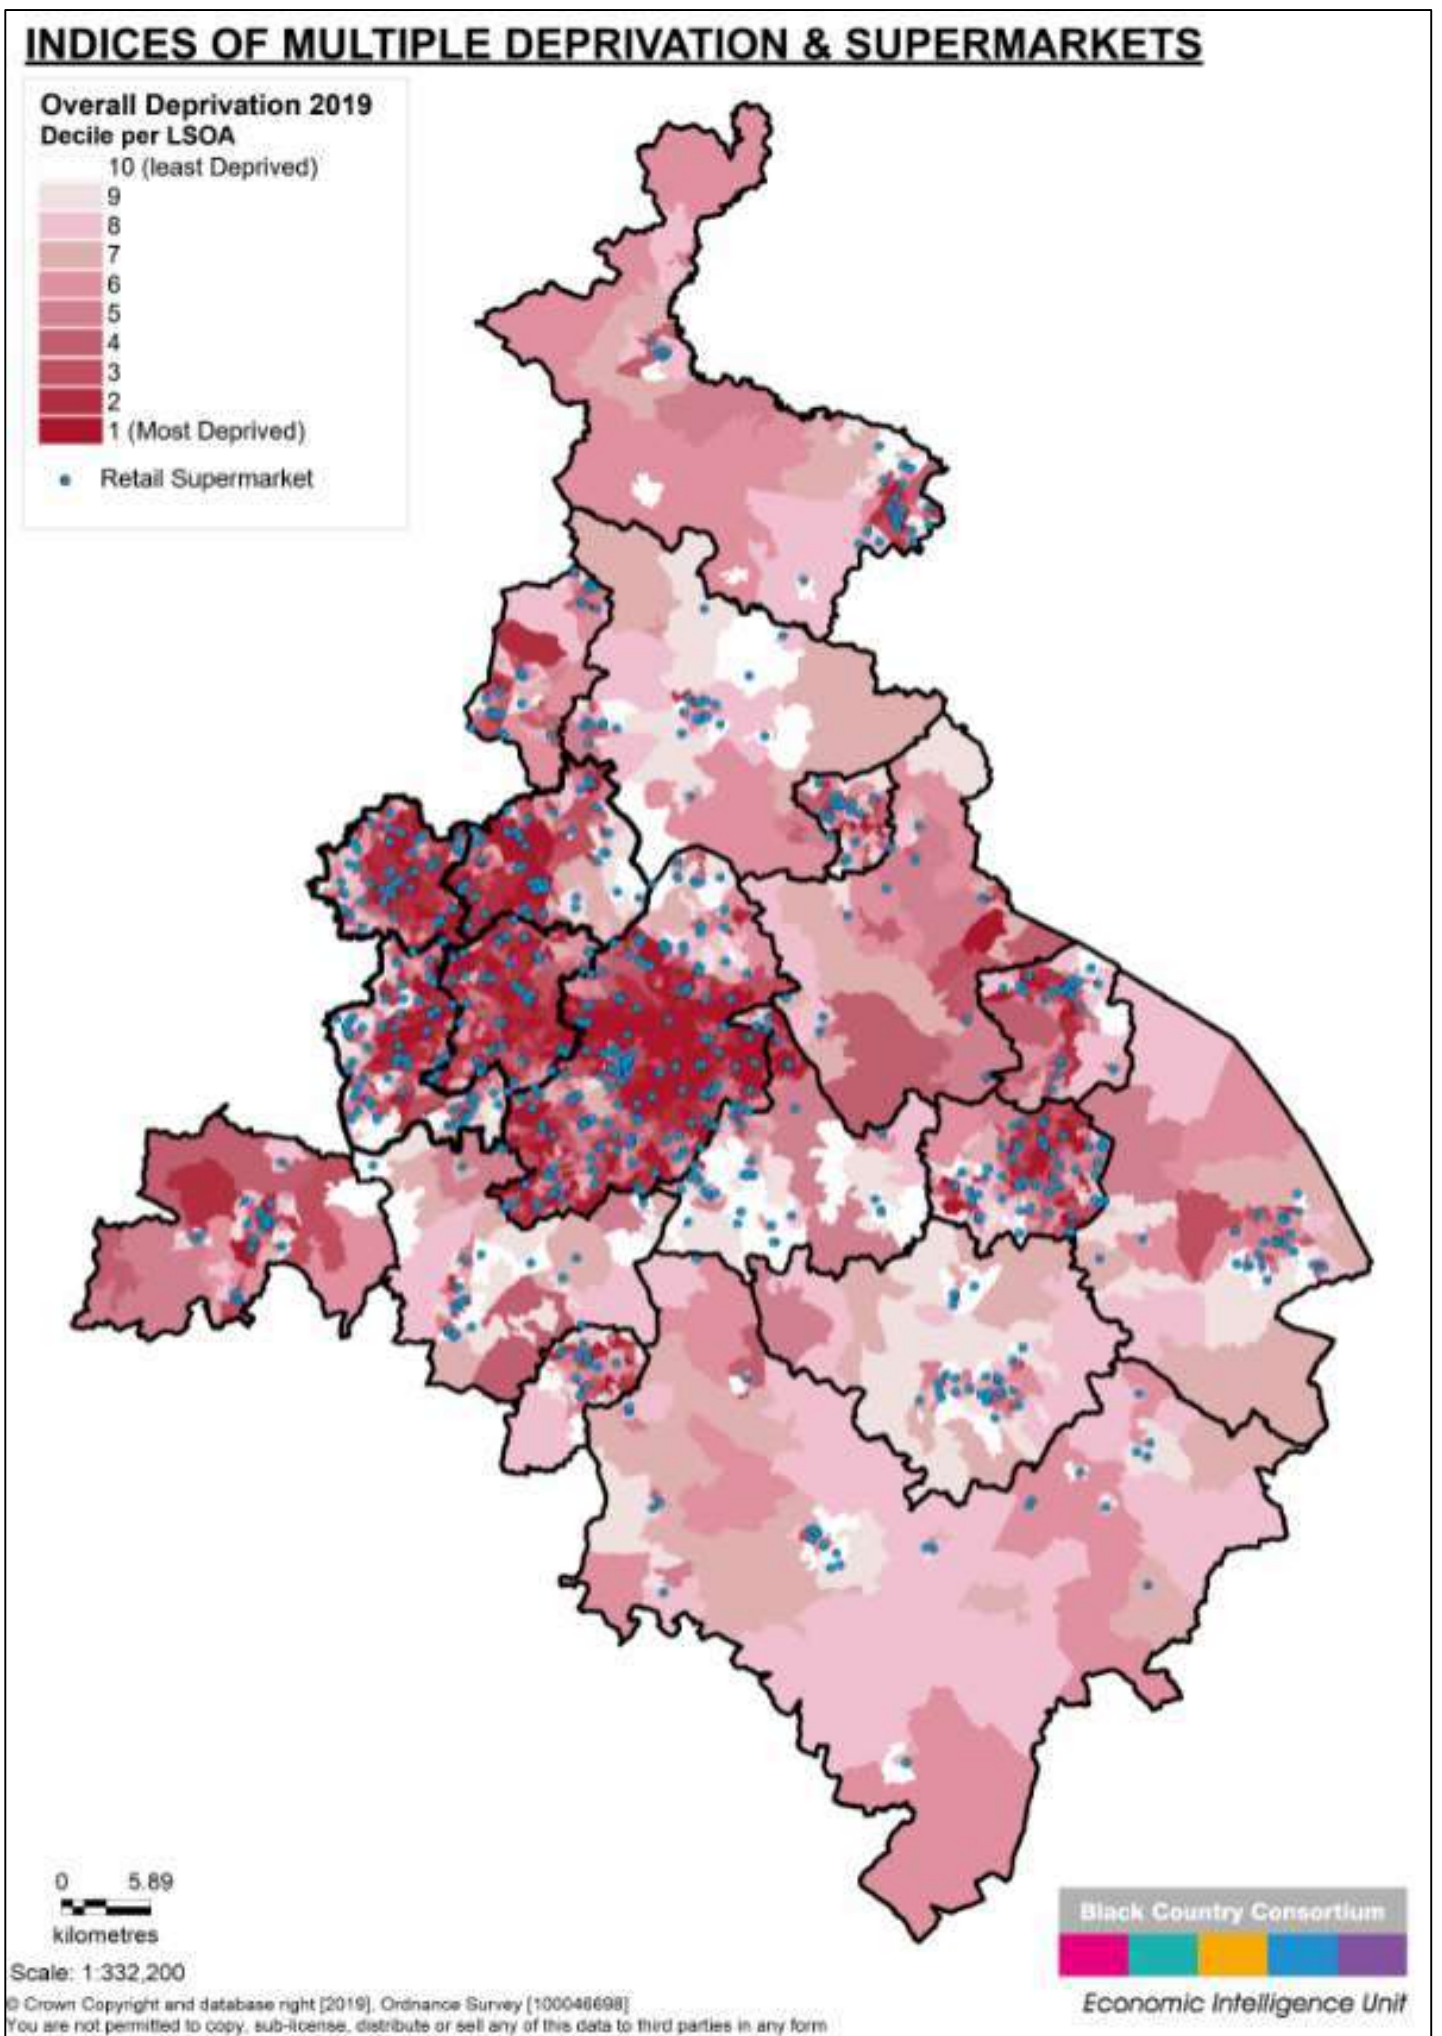 INDICES OF MULTIPLE DEPRIVATION & SUPERMARKETS
Overall Deprivation 2019
Decile per LSOA
10 (least Deprived)
9
8
7
6
5
4
3
2
1 (Most Deprived)
Retail Supermarket
0 5.89
kilometres
Scale: 1:332,200
© Crown Copyright and database right [2019]. Ordnance Survey [100046698]
You are not permitted to copy, sub-license, distribute or sell any of this data to third parties in any form
Black Country Consortium
Economic Intelligence Unit